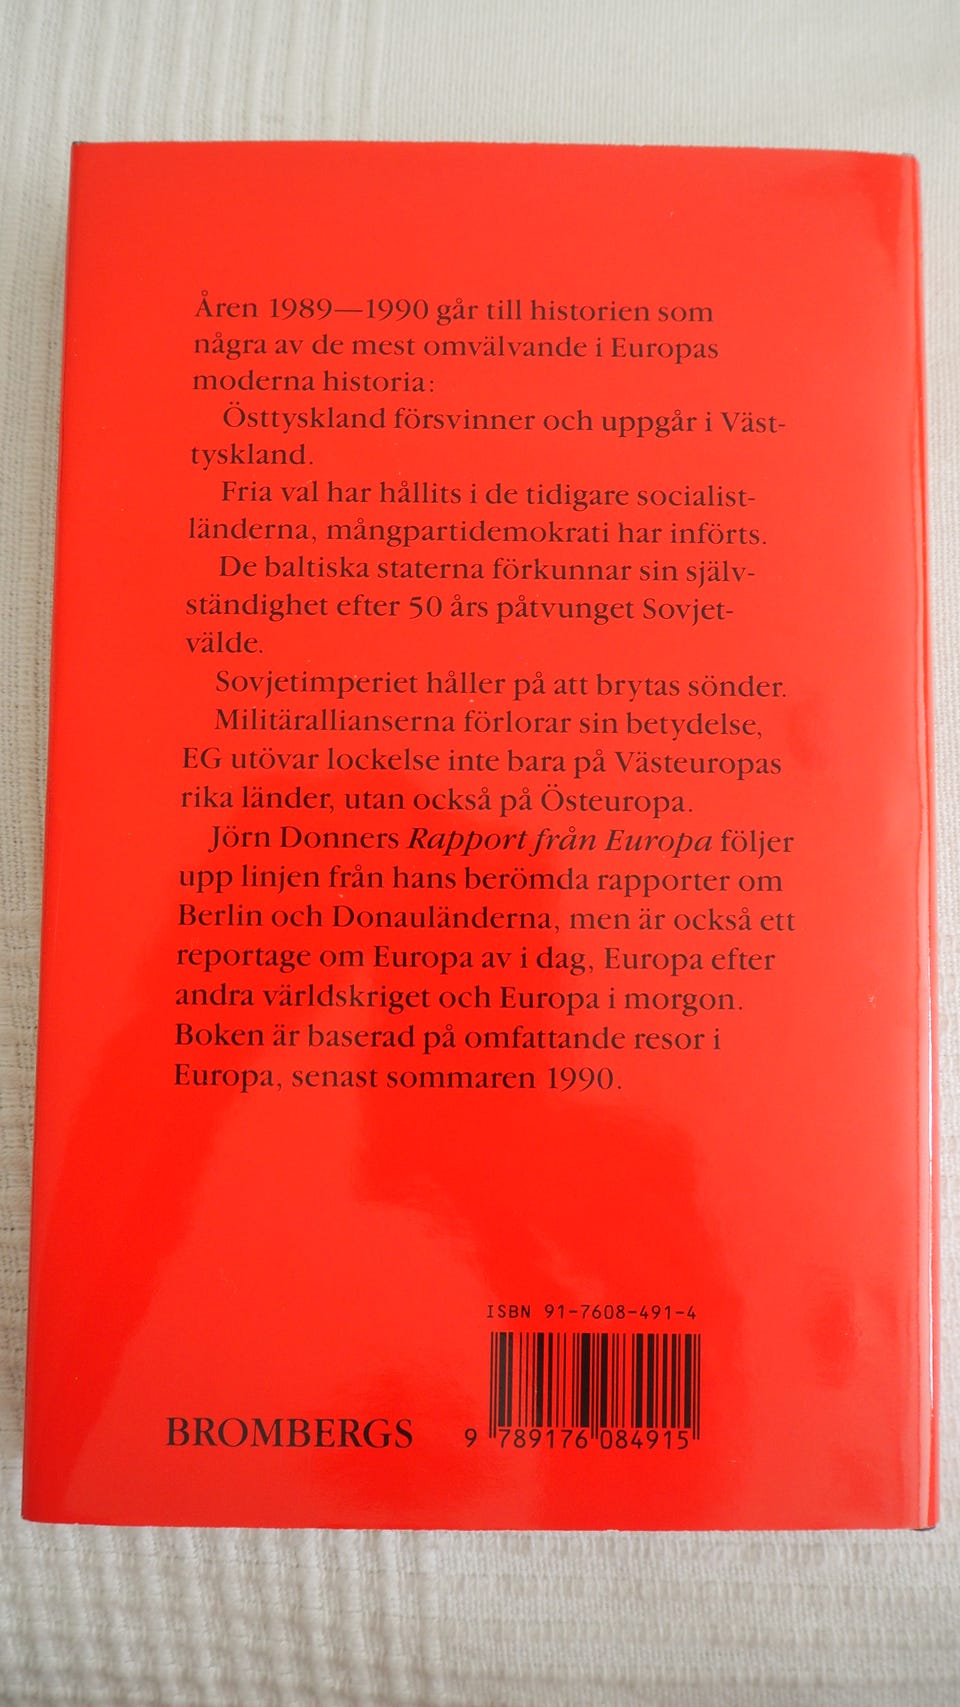 Åren 1989—1990 går till historien som
några av de mest omvälvande i Europas
moderna historia:
Östtyskland försvinner och uppgår i Väst-
tyskland.
Fria val har hållits i de tidigare socialist-
länderna, mångpartidemokrati har införts.
De baltiska staterna förkunnar sin själv-
ständighet efter 50 års påtvunget Sovjet-
välde.
Sovjetimperiet håller på att brytas sönder.
Militärallianserna förlorar sin betydelse,
EG utövar lockelse inte bara på Västeuropas
rika länder, utan också på Östeuropa.
Jörn Donners Rapport från Europa följer
upp linjen från hans berömda rapporter om
Berlin och Donauländerna, men är också ett
reportage om Europa av i dag, Europa efter
andra världskriget och Europa i morgon.
Boken är baserad på omfattande resor i
Europa, senast sommaren 1990.
ISBN 91-7608-491-4
BROMBERGS
9 789176 084915